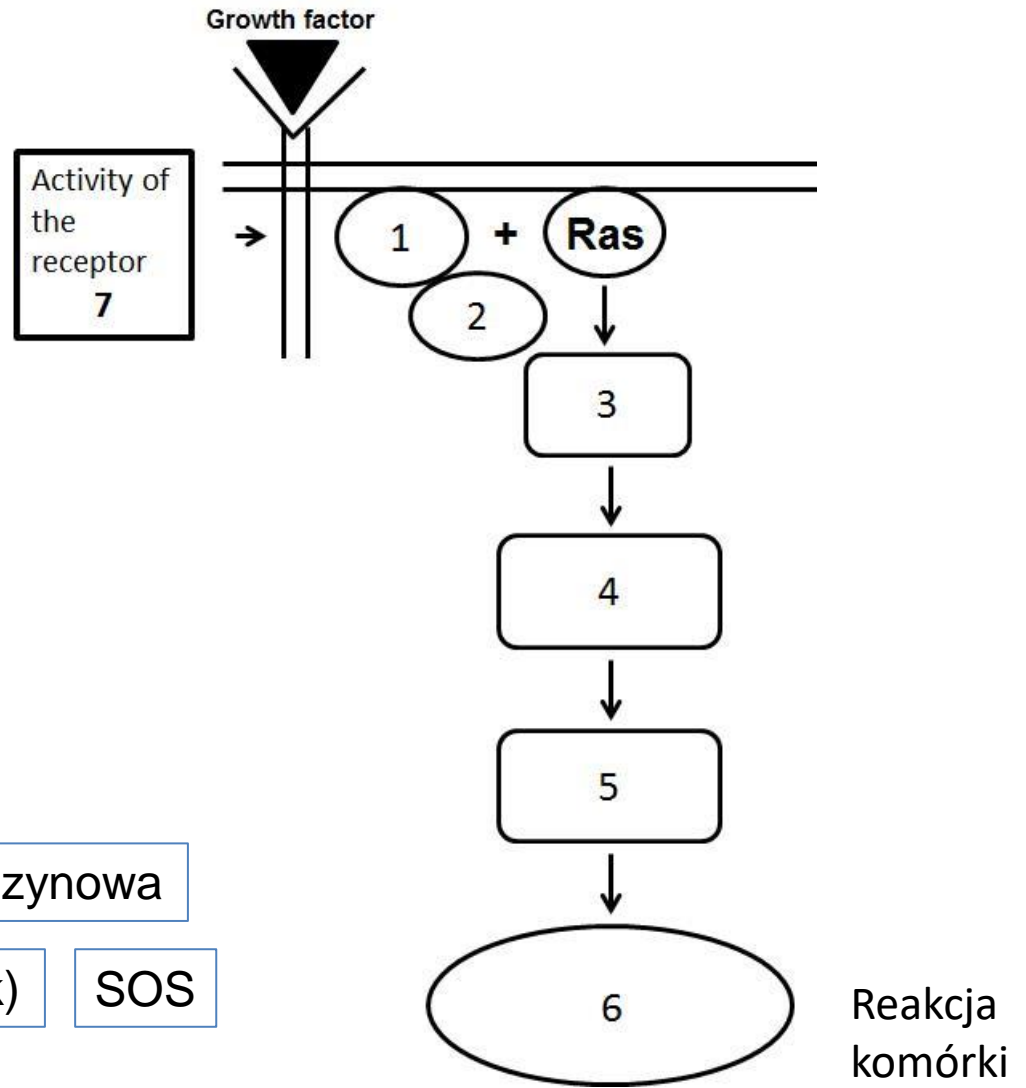 Growth factor
Activity of
the
receptor
7
1
+
Ras
2
3
4
5
6
zynowa
)
SOS
Reakcja
komórki